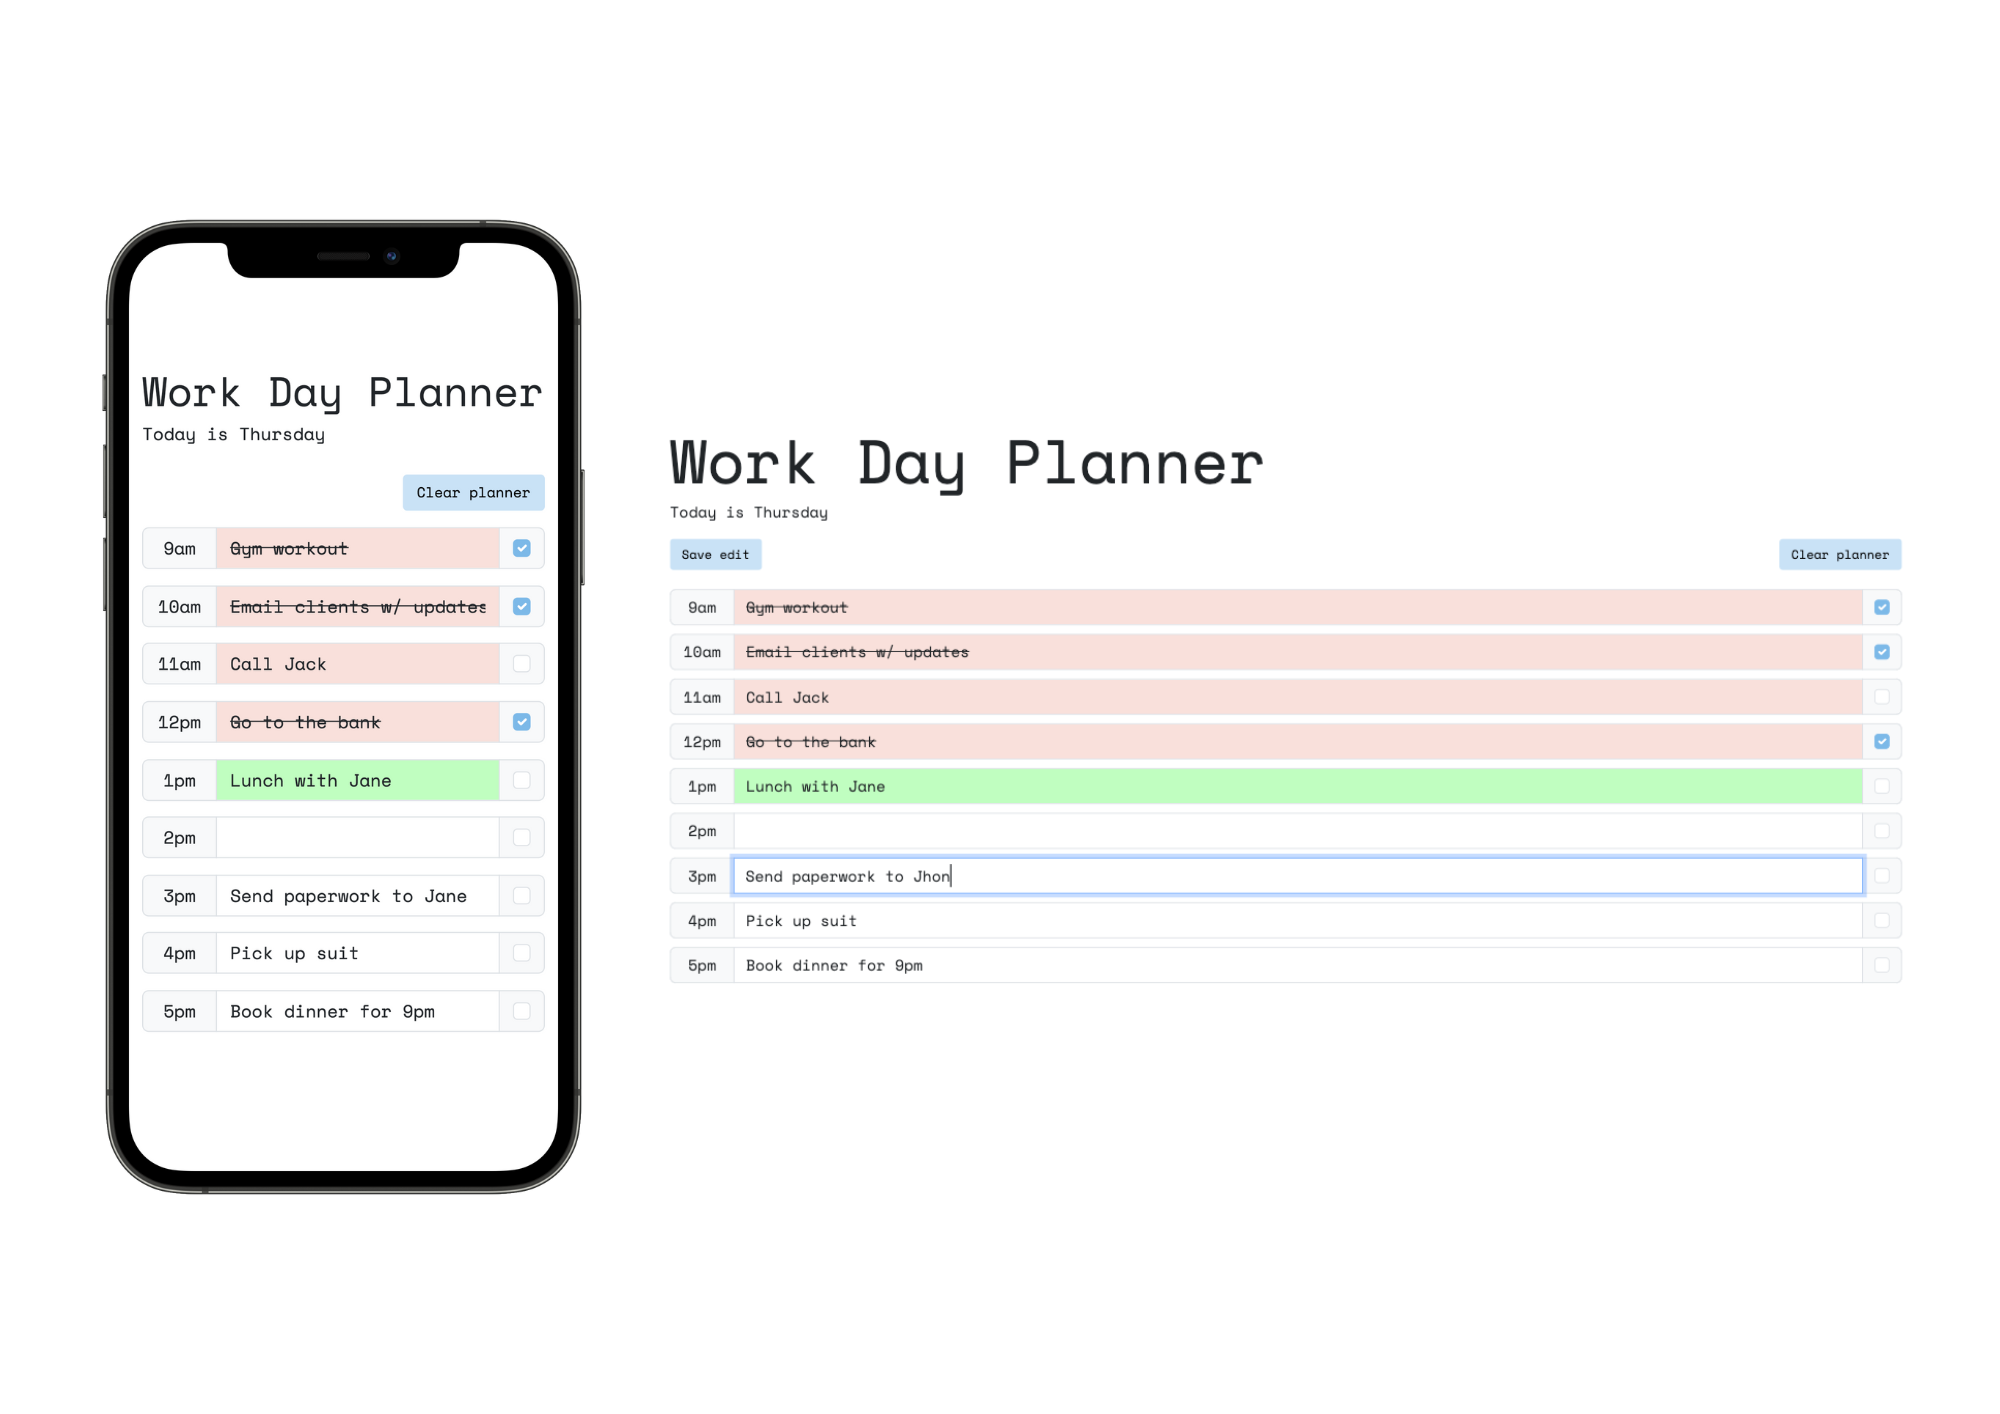 Work Day Planner
Today is Thursday
Clear planner
9am Gym workout
10am Email clients w/ updates
11am Call Jack
12pm Go to the bank
1pm Lunch with Jane
2pm
3pm Send paperwork to Jane
4pm Pick up suit
5pm Book dinner for 9pm
Work Day Planner
Today is Thursday
Save edit Clear planner
9am Gym workout
10am Email clients w/ updates
11am Call Jack
12pm Go to the bank
1pm Lunch with Jane
2pm
3pm Send paperwork to Jhon
4pm Pick up suit
5pm Book dinner for 9pm